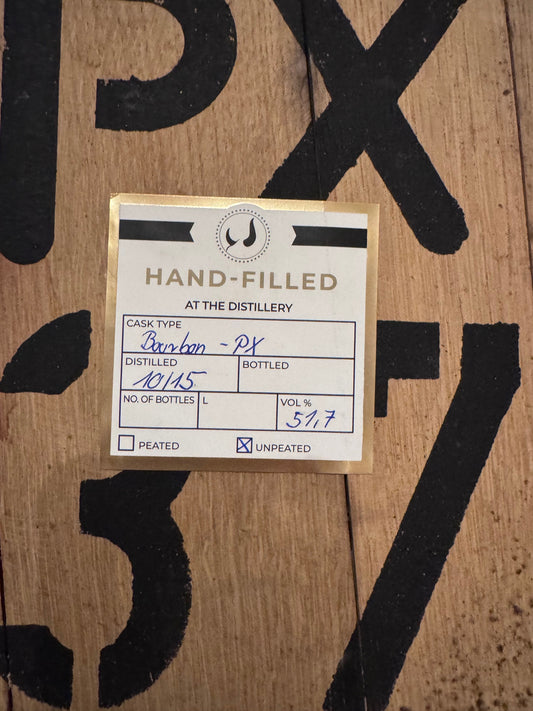 PX
HAND-FILLED
AT THE DISTILLERY
CASK TYPE
Bourbon - PX
DISTILLED
10/15
BOTTLED
NO. OF BOTTLES
L
VOL %
51,7
PEATED
☒ UNPEATED
37